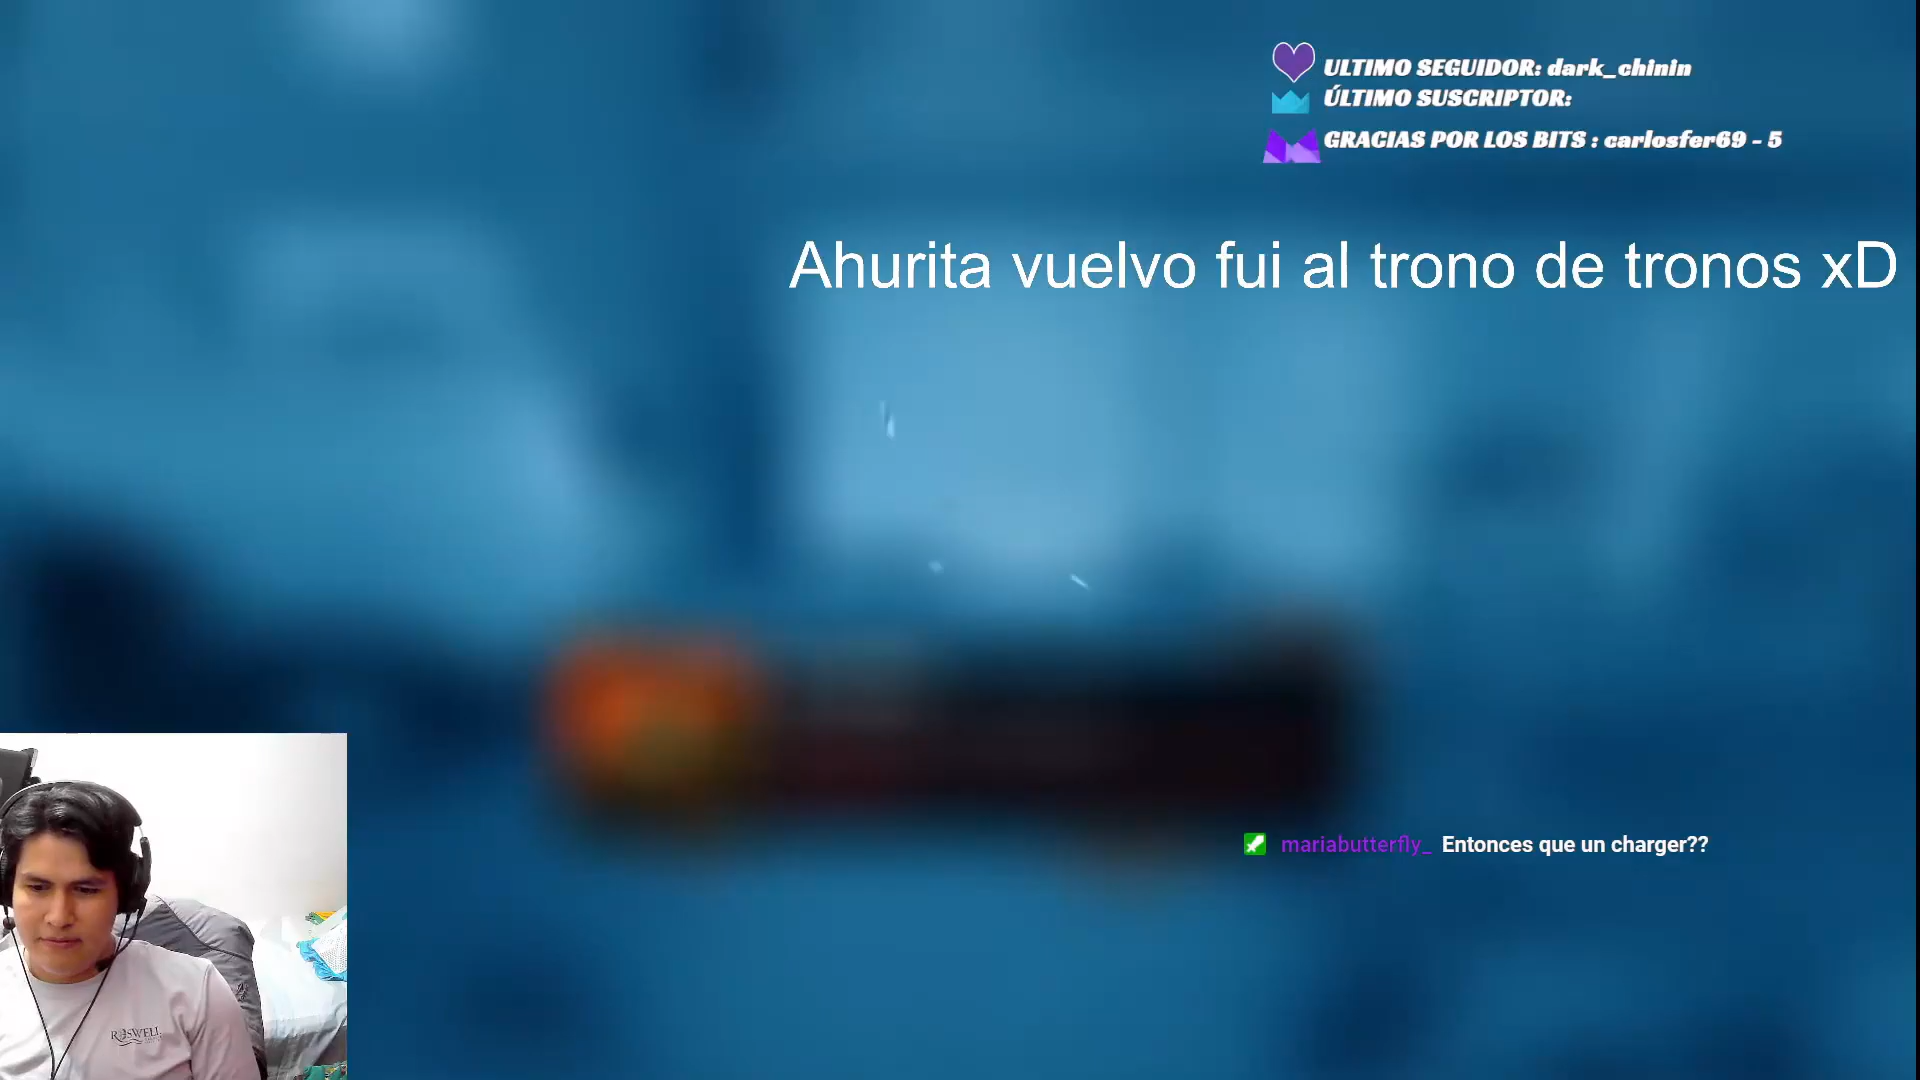 ULTIMO SEGUIDOR: dark_chinin
ÚLTIMO SUSCRIPTOR:
GRACIAS POR LOS BITS : carlosfer69 - 5
Ahurita vuelvo fui al trono de tronos xD
mariabutterfly_ Entonces que un charger??
ROSWELL